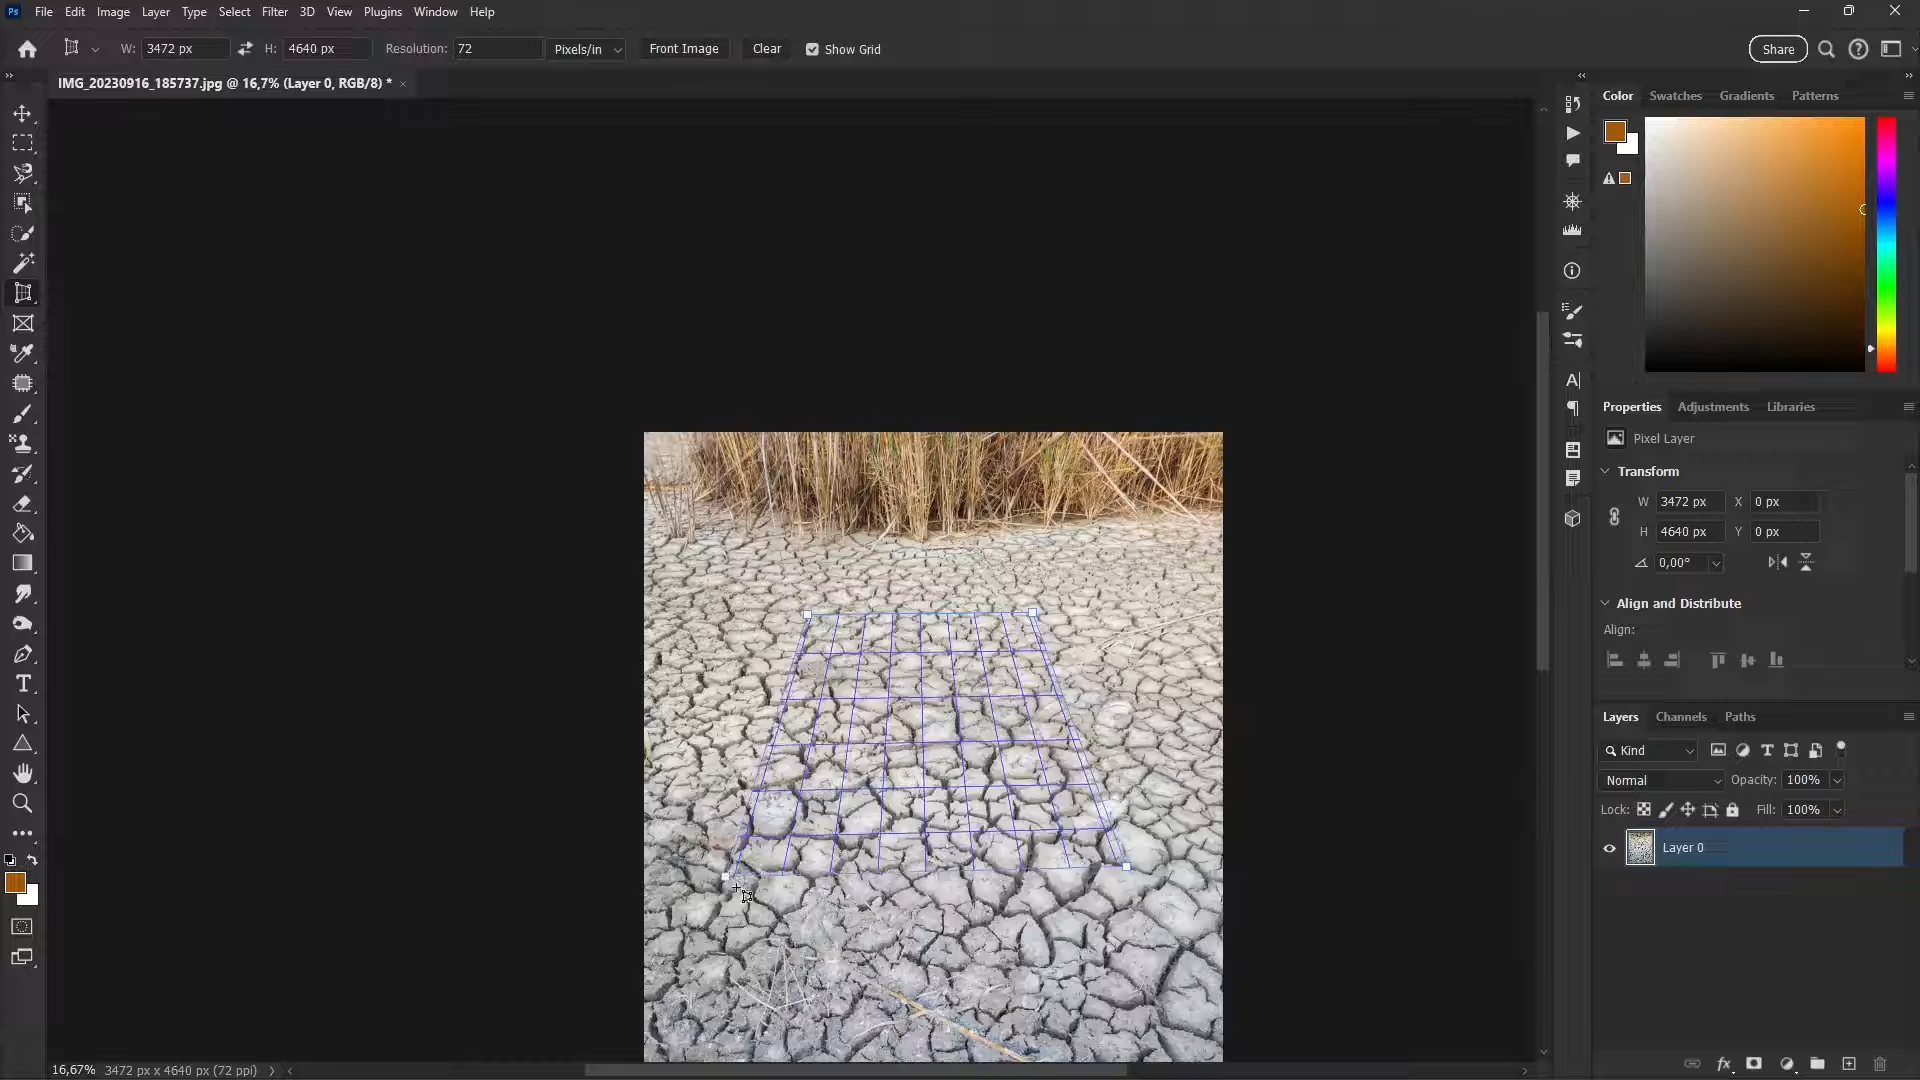 Ps File Edit Image Layer Type Select Filter 3D View Plugins Window Help
W: 3472 px H: 4640 px Resolution: 72 Pixels/in Front Image Clear Show Grid Share
IMG_20230916_185737.jpg @ 16,7% (Layer 0, RGB/8) *
Color Swatches Gradients Patterns
Properties Adjustments Libraries
Pixel Layer
Transform
W 3472 px X 0 px
H 4640 px Y 0 px
0,00°
Align and Distribute
Align:
Layers Channels Paths
Kind
Normal Opacity: 100%
Lock: Fill: 100%
Layer 0
fx
16,67% 3472 px x 4640 px (72 ppi)